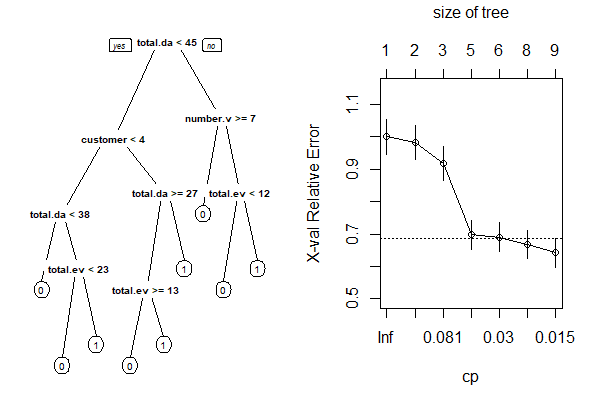 yes total.da < 45 no
number.v >= 7
customer < 4
total.da >= 27 total.ev < 12
total.da < 38
0
total.ev < 23
1
1
0
0
total.ev >= 13
1
1
0
0
size of tree
1 2 3 5 6 8 9
X-val Relative Error
1.1
0.9
0.7
0.5
Inf 0.081 0.03 0.015
cp